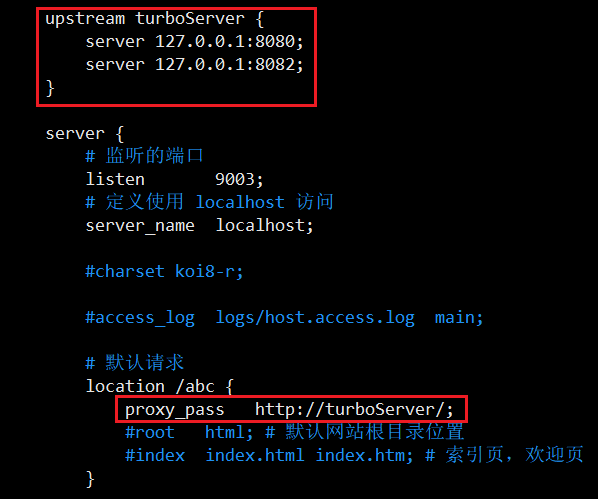 upstream turboServer {
server 127.0.0.1:8080;
server 127.0.0.1:8082;
}
server {
# 监听的端口
listen 9003;
# 定义使用 localhost 访问
server_name localhost;
#charset koi8-r;
#access_log logs/host.access.log main;
# 默认请求
location /abc {
proxy_pass http://turboServer/;
#root html; # 默认网站根目录位置
#index index.html index.htm; # 索引页，欢迎页
}